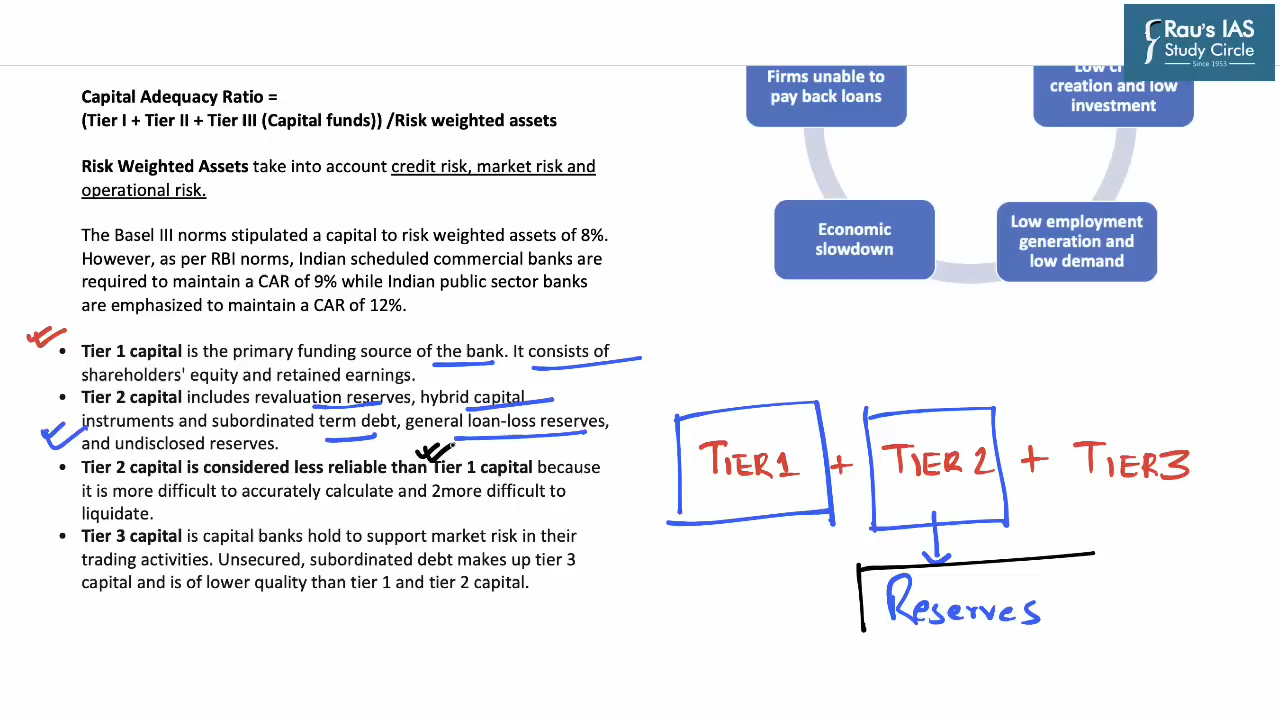 Rau's IAS
Study Circle
Since 1953
Capital Adequacy Ratio =
(Tier I + Tier II + Tier III (Capital funds)) /Risk weighted assets
Risk Weighted Assets take into account credit risk, market risk and
operational risk.
The Basel III norms stipulated a capital to risk weighted assets of 8%.
However, as per RBI norms, Indian scheduled commercial banks are
required to maintain a CAR of 9% while Indian public sector banks
are emphasized to maintain a CAR of 12%.
• Tier 1 capital is the primary funding source of the bank. It consists of
shareholders' equity and retained earnings.
• Tier 2 capital includes revaluation reserves, hybrid capital
instruments and subordinated term debt, general loan-loss reserves,
and undisclosed reserves.
• Tier 2 capital is considered less reliable than Tier 1 capital because
it is more difficult to accurately calculate and 2more difficult to
liquidate.
• Tier 3 capital is capital banks hold to support market risk in their
trading activities. Unsecured, subordinated debt makes up tier 3
capital and is of lower quality than tier 1 and tier 2 capital.
Firms unable to
pay back loans
Low
creation and low
investment
Economic
slowdown
Low employment
generation and
low demand
TIER1 + TIER2 + TIER3
Reserves